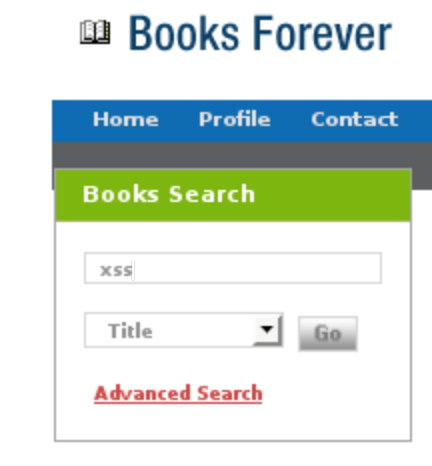 Books Forever
Home Profile Contact
Books Search
xss
Title Go
Advanced Search